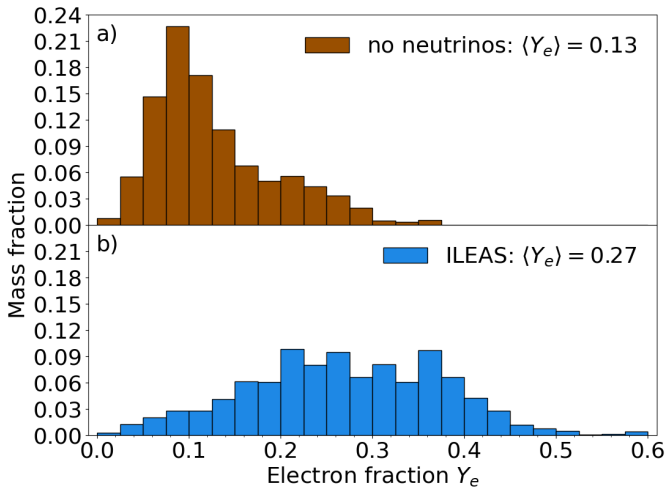 a)
no neutrinos: ⟨Yₑ⟩ = 0.13
0.24
0.21
0.18
0.15
0.12
0.09
0.06
0.03
0.00
Mass fraction
b)
ILEAS: ⟨Yₑ⟩ = 0.27
0.21
0.18
0.15
0.12
0.09
0.06
0.03
0.00
0.0 0.1 0.2 0.3 0.4 0.5 0.6
Electron fraction Yₑ